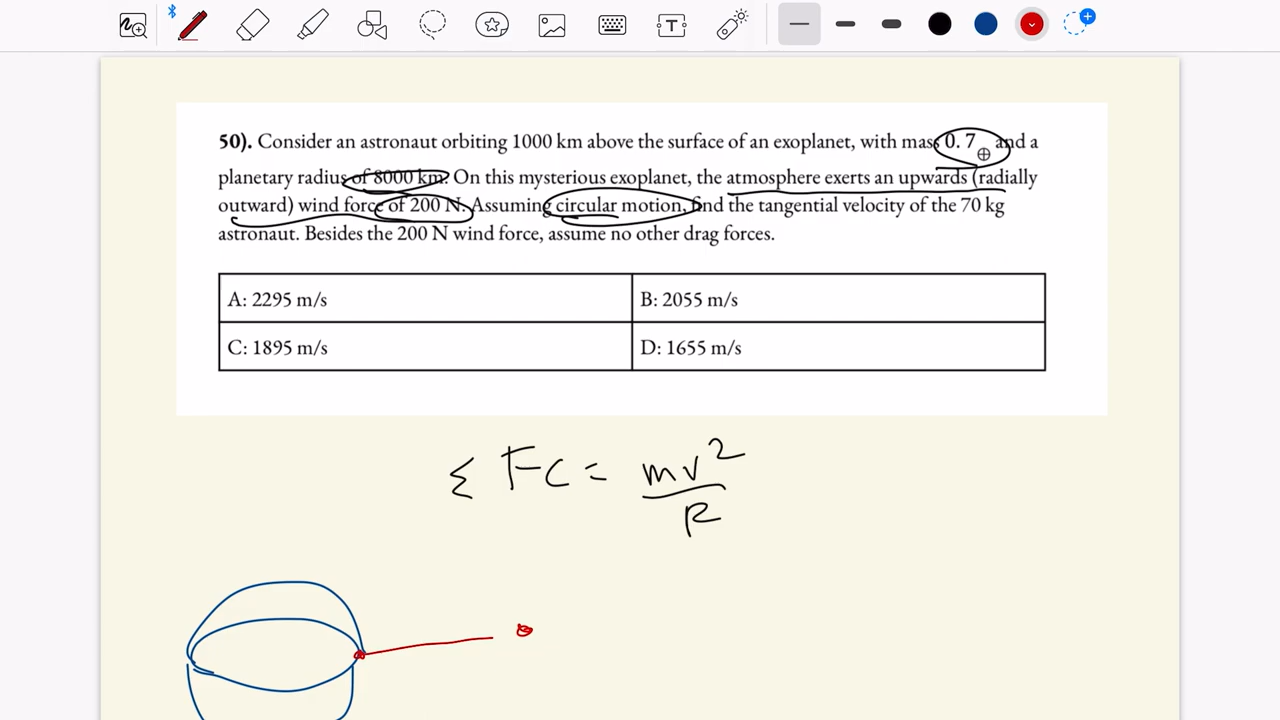 T
50). Consider an astronaut orbiting 1000 km above the surface of an exoplanet, with mass 0.7 and a
planetary radius of 8000 km. On this mysterious exoplanet, the atmosphere exerts an upwards (radially
outward) wind force of 200 N. Assuming circular motion, find the tangential velocity of the 70 kg
astronaut. Besides the 200 N wind force, assume no other drag forces.
A: 2295 m/s
B: 2055 m/s
C: 1895 m/s
D: 1655 m/s
Σ Fc = mv²
R